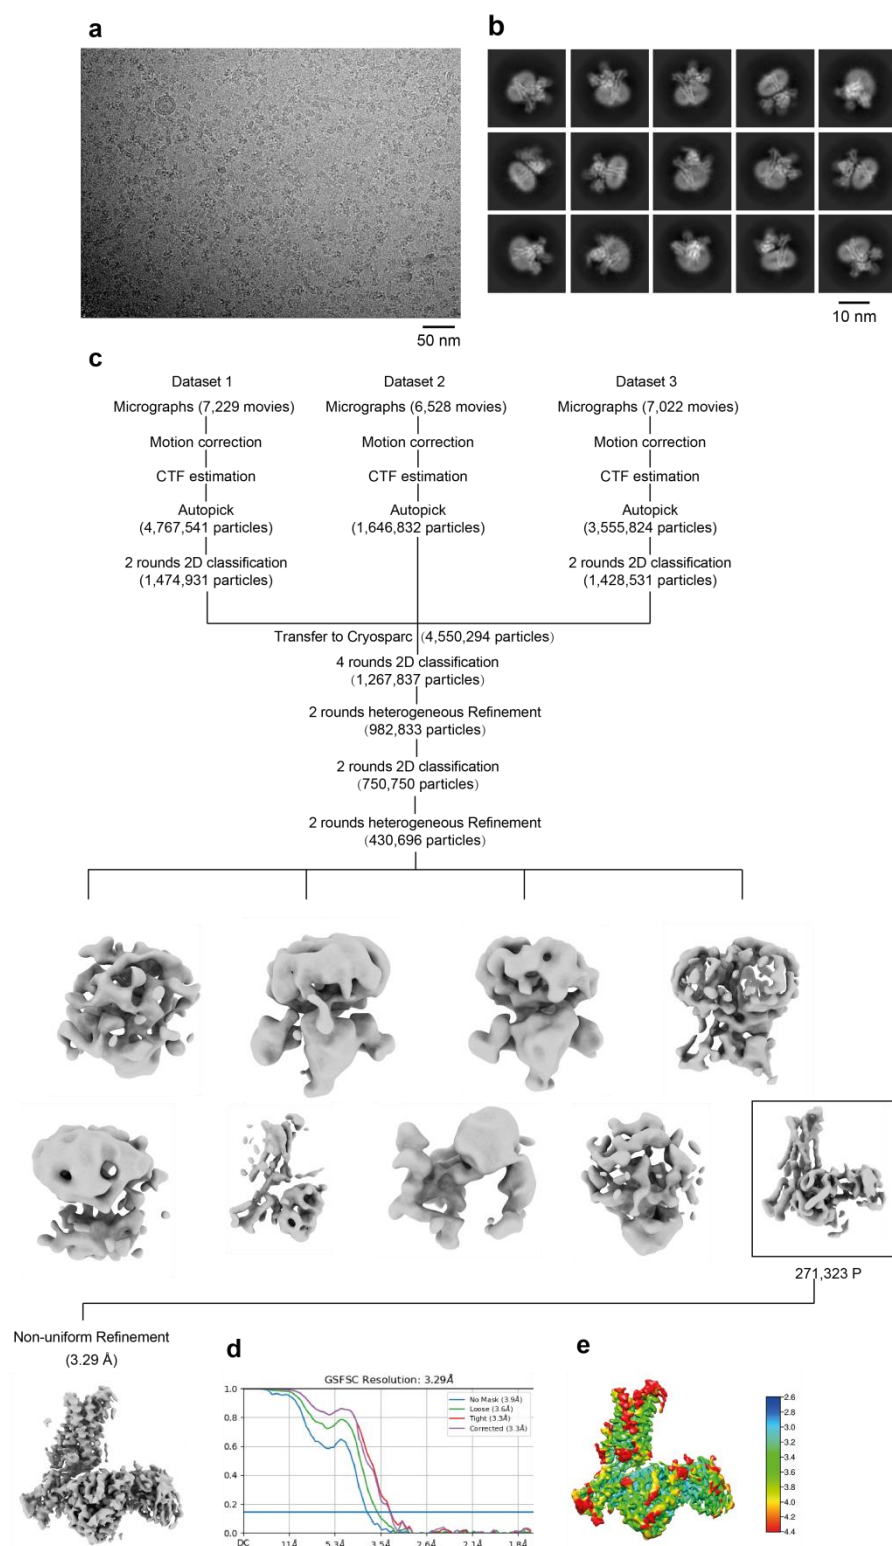 a
b
50 nm
10 nm
c
Dataset 1
Dataset 2
Dataset 3
Micrographs (7,229 movies)
Micrographs (6,528 movies)
Micrographs (7,022 movies)
Motion correction
Motion correction
Motion correction
CTF estimation
CTF estimation
CTF estimation
Autopick
(4,767,541 particles)
Autopick
(1,646,832 particles)
Autopick
(3,555,824 particles)
2 rounds 2D classification
(1,474,931 particles)
2 rounds 2D classification
(1,428,531 particles)
Transfer to Cryosparc (4,550,294 particles)
4 rounds 2D classification
(1,267,837 particles)
2 rounds heterogeneous Refinement
(982,833 particles)
2 rounds 2D classification
(750,750 particles)
2 rounds heterogeneous Refinement
(430,696 particles)
271,323 P
Non-uniform Refinement
(3.29 Å)
d
GSFSC Resolution: 3.29Å
1.0
0.8
0.6
0.4
0.2
0.0
No Mask (3.9Å)
Loose (3.6Å)
Tight (3.3Å)
Corrected (3.3Å)
DC
11Å
5.3Å
3.5Å
2.6Å
2.1Å
1.8Å
e
2.6
2.8
3.0
3.2
3.4
3.6
3.8
4.0
4.2
4.4